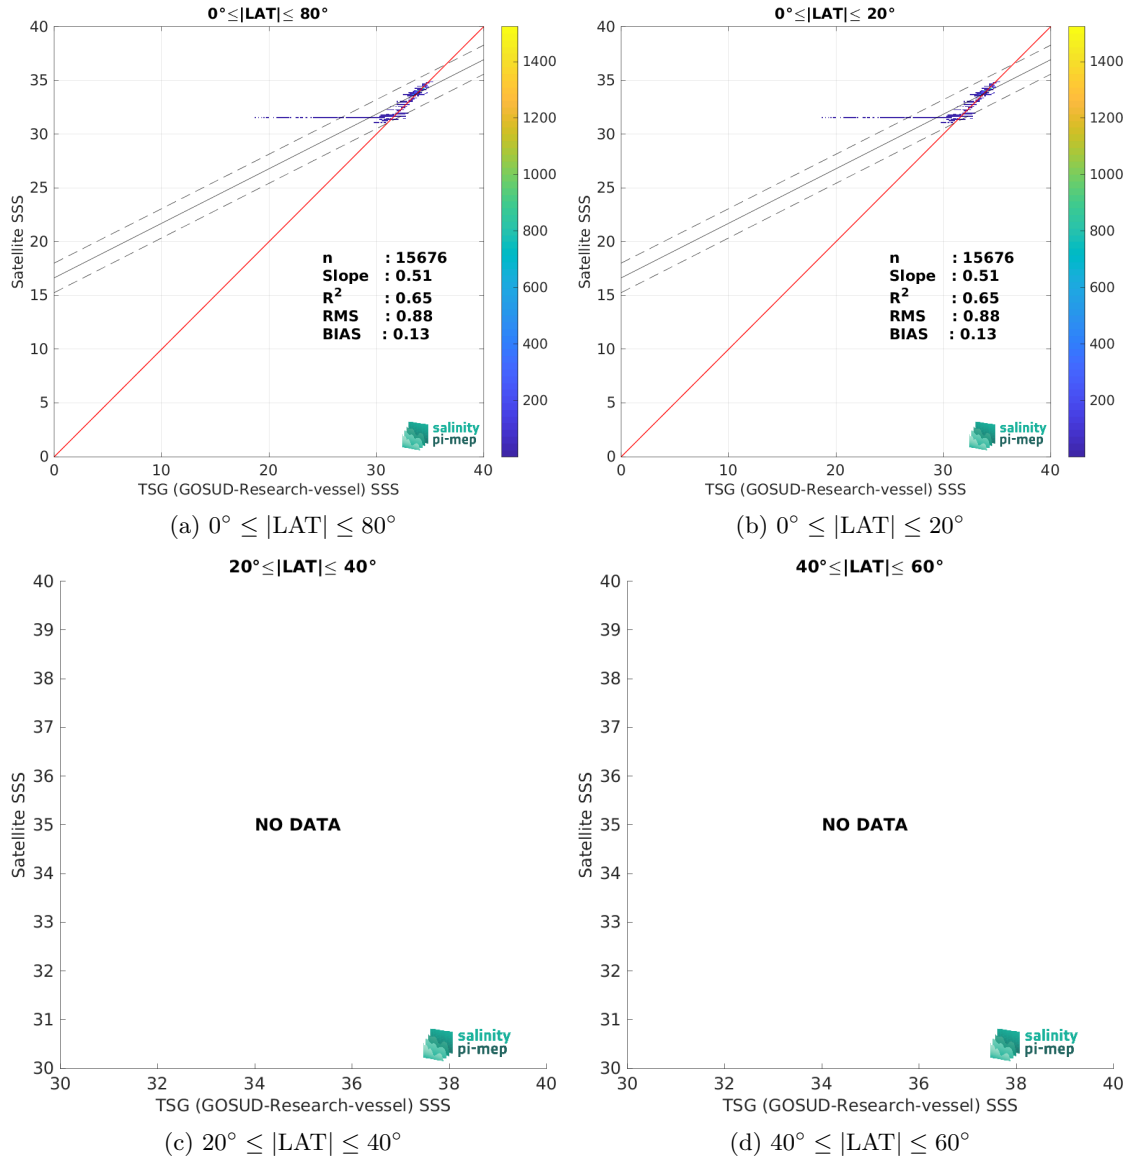 0°≤|LAT|≤ 80°
40
35
30
25
20
15
10
5
0
Satellite SSS
n : 15676
Slope : 0.51
R² : 0.65
RMS : 0.88
BIAS : 0.13
salinity
pi-mep
0 10 20 30 40
TSG (GOSUD-Research-vessel) SSS
1400
1200
1000
800
600
400
200
(a) 0° ≤ |LAT| ≤ 80°
0°≤|LAT|≤ 20°
40
35
30
25
20
15
10
5
0
Satellite SSS
n : 15676
Slope : 0.51
R² : 0.65
RMS : 0.88
BIAS : 0.13
salinity
pi-mep
0 10 20 30 40
TSG (GOSUD-Research-vessel) SSS
1400
1200
1000
800
600
400
200
(b) 0° ≤ |LAT| ≤ 20°
20°≤|LAT|≤ 40°
40
39
38
37
36
35
34
33
32
31
30
Satellite SSS
NO DATA
salinity
pi-mep
30 32 34 36 38 40
TSG (GOSUD-Research-vessel) SSS
(c) 20° ≤ |LAT| ≤ 40°
40°≤|LAT|≤ 60°
40
39
38
37
36
35
34
33
32
31
30
Satellite SSS
NO DATA
salinity
pi-mep
30 32 34 36 38 40
TSG (GOSUD-Research-vessel) SSS
(d) 40° ≤ |LAT| ≤ 60°